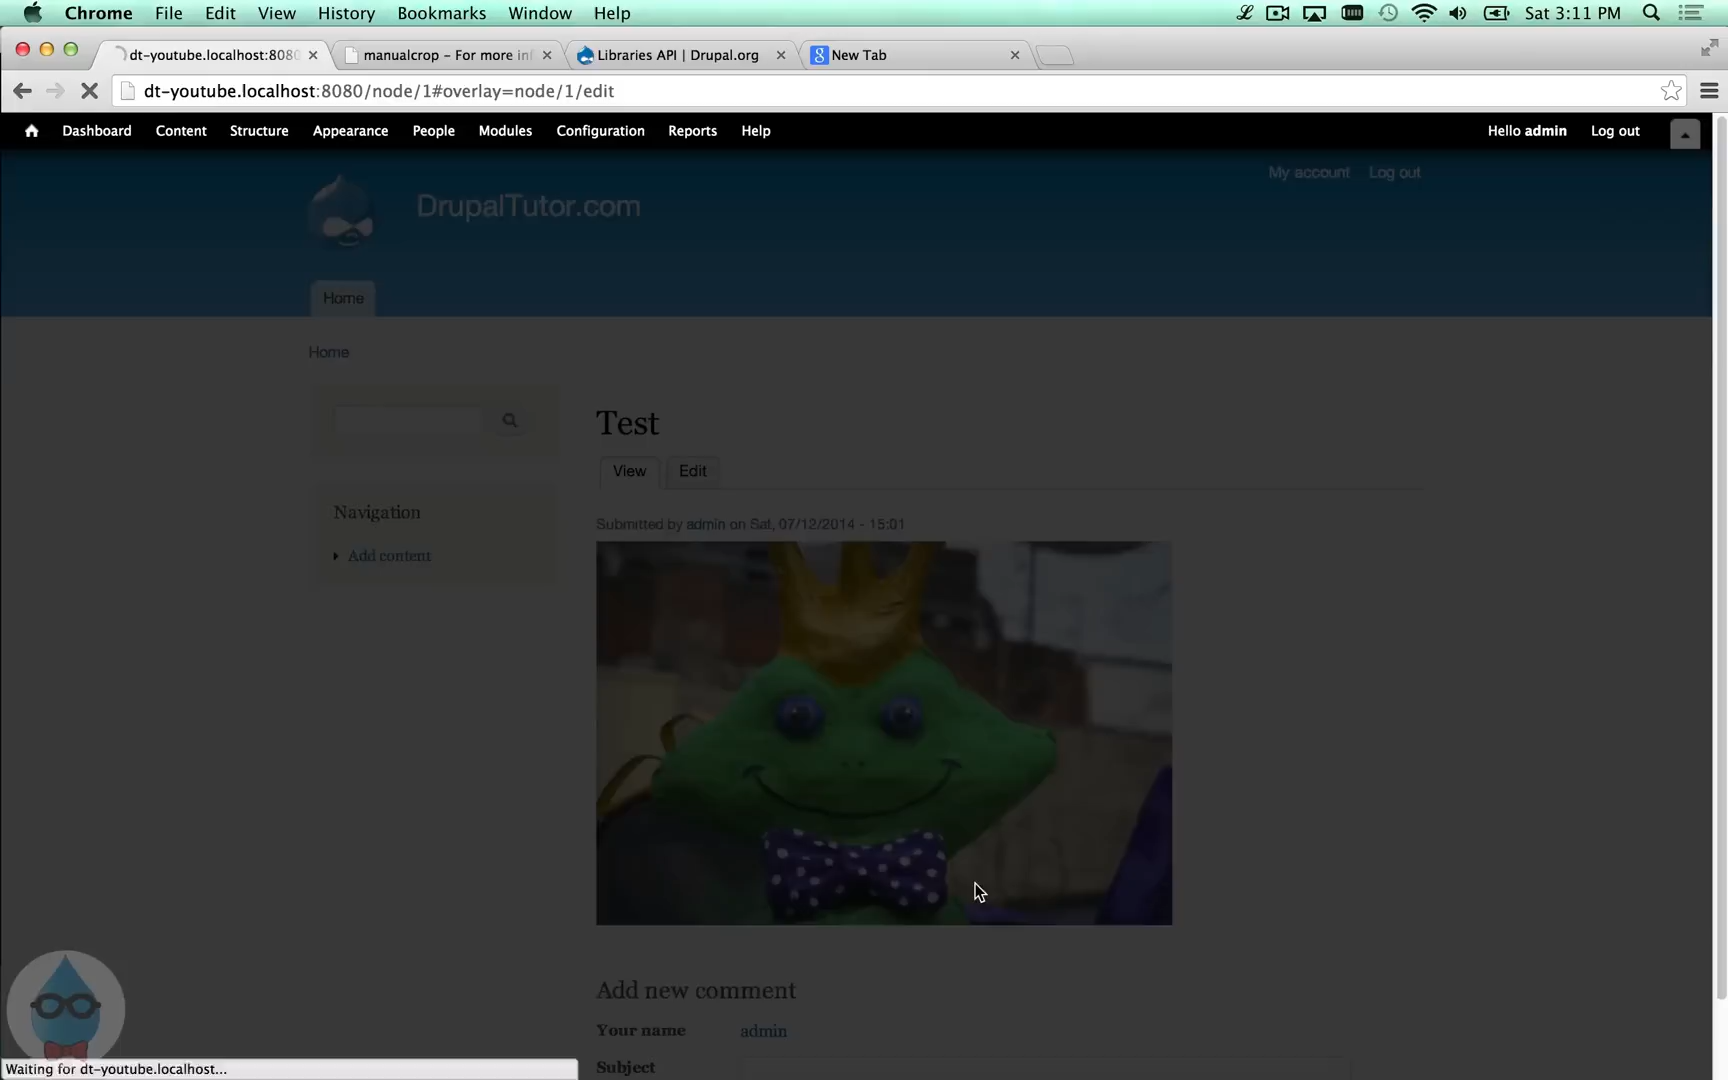 Chrome File Edit View History Bookmarks Window Help Sat 3:11 PM
dt-youtube.localhost:8080 manualcrop – For more inf Libraries API | Drupal.org New Tab
dt-youtube.localhost:8080/node/1#overlay=node/1/edit
Dashboard Content Structure Appearance People Modules Configuration Reports Help Hello admin Log out
My account Log out
DrupalTutor.com
Home
Home
Test
View Edit
Navigation
Submitted by admin on Sat, 07/12/2014 - 15:01
Add content
Add new comment
Your name admin
Subject
Waiting for dt-youtube.localhost...